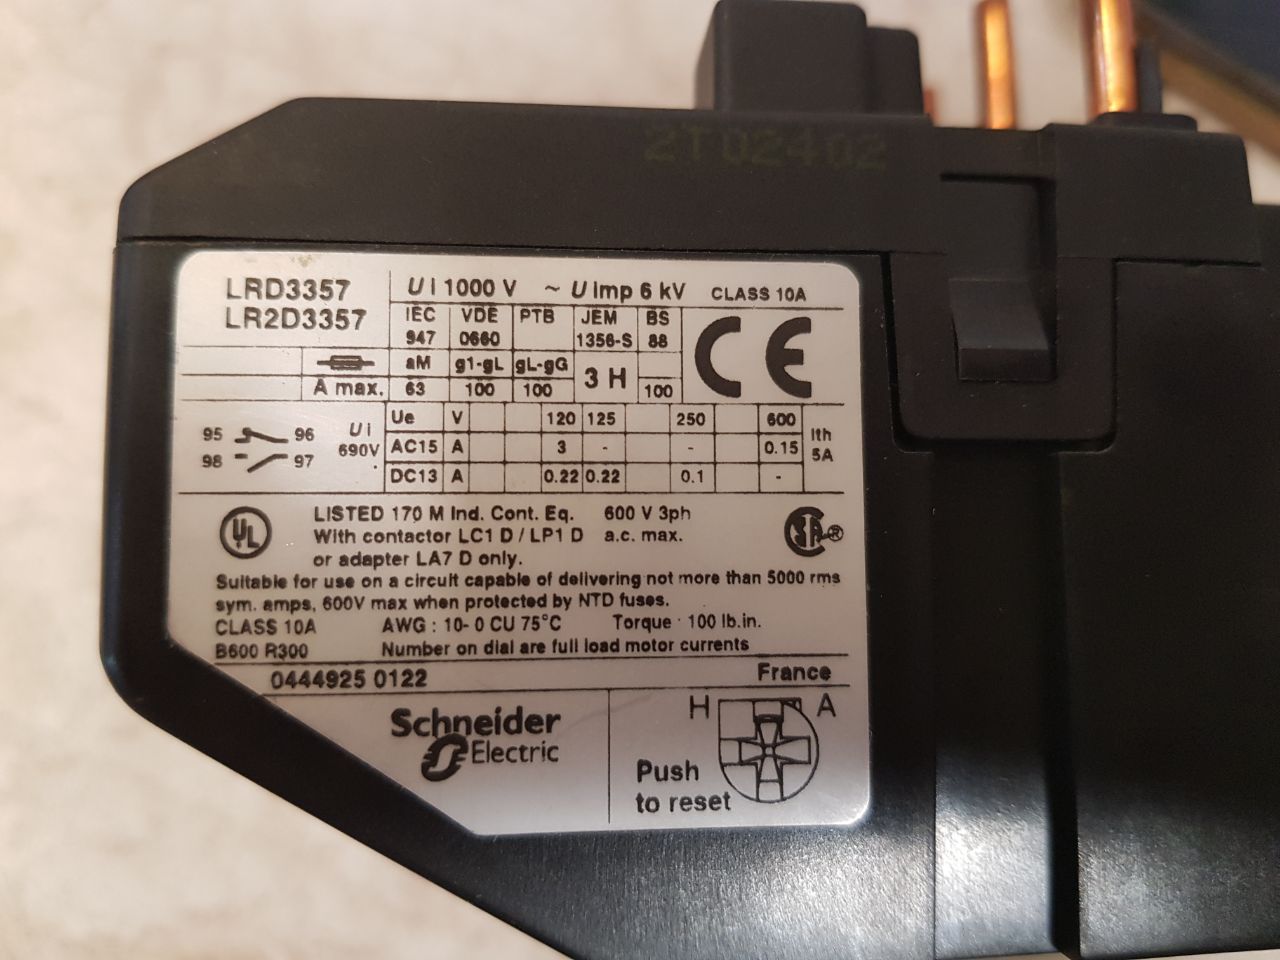 2T02402
LRD3357
LR2D3357
Ui 1000 V ~ U imp 6 kV CLASS 10A
IEC 947 VDE 0660 PTB JEM 1356-S BS 88
aM g1-gL gL-gG 3 H
A max. 63 100 100 100
CE
95 96
98 97
Ui 690V
Ue V 120 125 250 600
AC15 A 3 - - 0.15
DC13 A 0.22 0.22 0.1 -
Ith 5A
UL
LISTED 170 M Ind. Cont. Eq. 600 V 3ph
With contactor LC1 D / LP1 D a.c. max.
or adapter LA7 D only.
SA ®
Suitable for use on a circuit capable of delivering not more than 5000 rms
sym. amps, 600V max when protected by NTD fuses.
CLASS 10A AWG : 10- 0 CU 75°C Torque · 100 lb.in.
B600 R300 Number on dial are full load motor currents
0444925 0122 France
Schneider
Electric
H A
Push
to reset